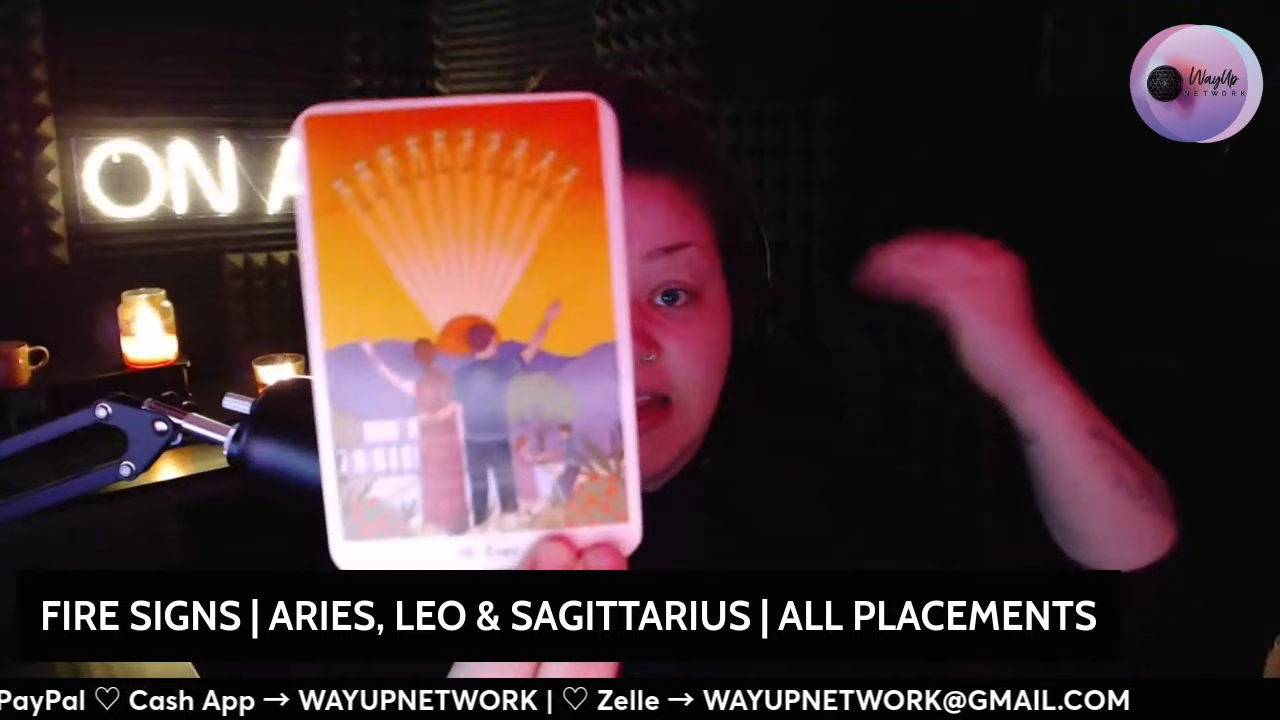 ON A
WayUp
NETWORK
FIRE SIGNS | ARIES, LEO & SAGITTARIUS | ALL PLACEMENTS
PayPal ♡ Cash App → WAYUPNETWORK | ♡ Zelle → WAYUPNETWORK@GMAIL.COM